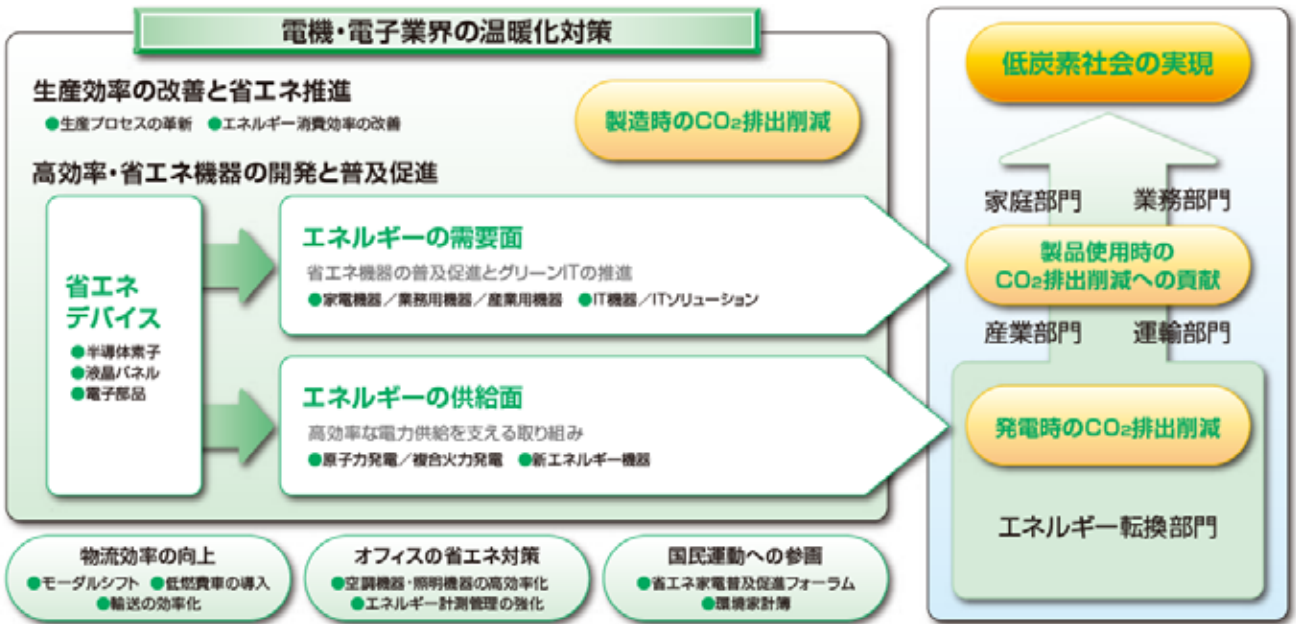 電機・電子業界の温暖化対策
生産効率の改善と省エネ推進
●生産プロセスの革新 ●エネルギー消費効率の改善
製造時のCO₂排出削減
高効率・省エネ機器の開発と普及促進
省エネ
デバイス
●半導体素子
●液晶パネル
●電子部品
エネルギーの需要面
省エネ機器の普及促進とグリーンITの推進
●家電機器／業務用機器／産業用機器 ●IT機器／ITソリューション
エネルギーの供給面
高効率な電力供給を支える取り組み
●原子力発電／複合火力発電 ●新エネルギー機器
低炭素社会の実現
家庭部門 業務部門
製品使用時の
CO₂排出削減への貢献
産業部門 運輸部門
発電時のCO₂排出削減
エネルギー転換部門
物流効率の向上
●モーダルシフト ●低燃費車の導入
●輸送の効率化
オフィスの省エネ対策
●空調機器・照明機器の高効率化
●エネルギー計測管理の強化
国民運動への参画
●省エネ家電普及促進フォーラム
●環境家計簿